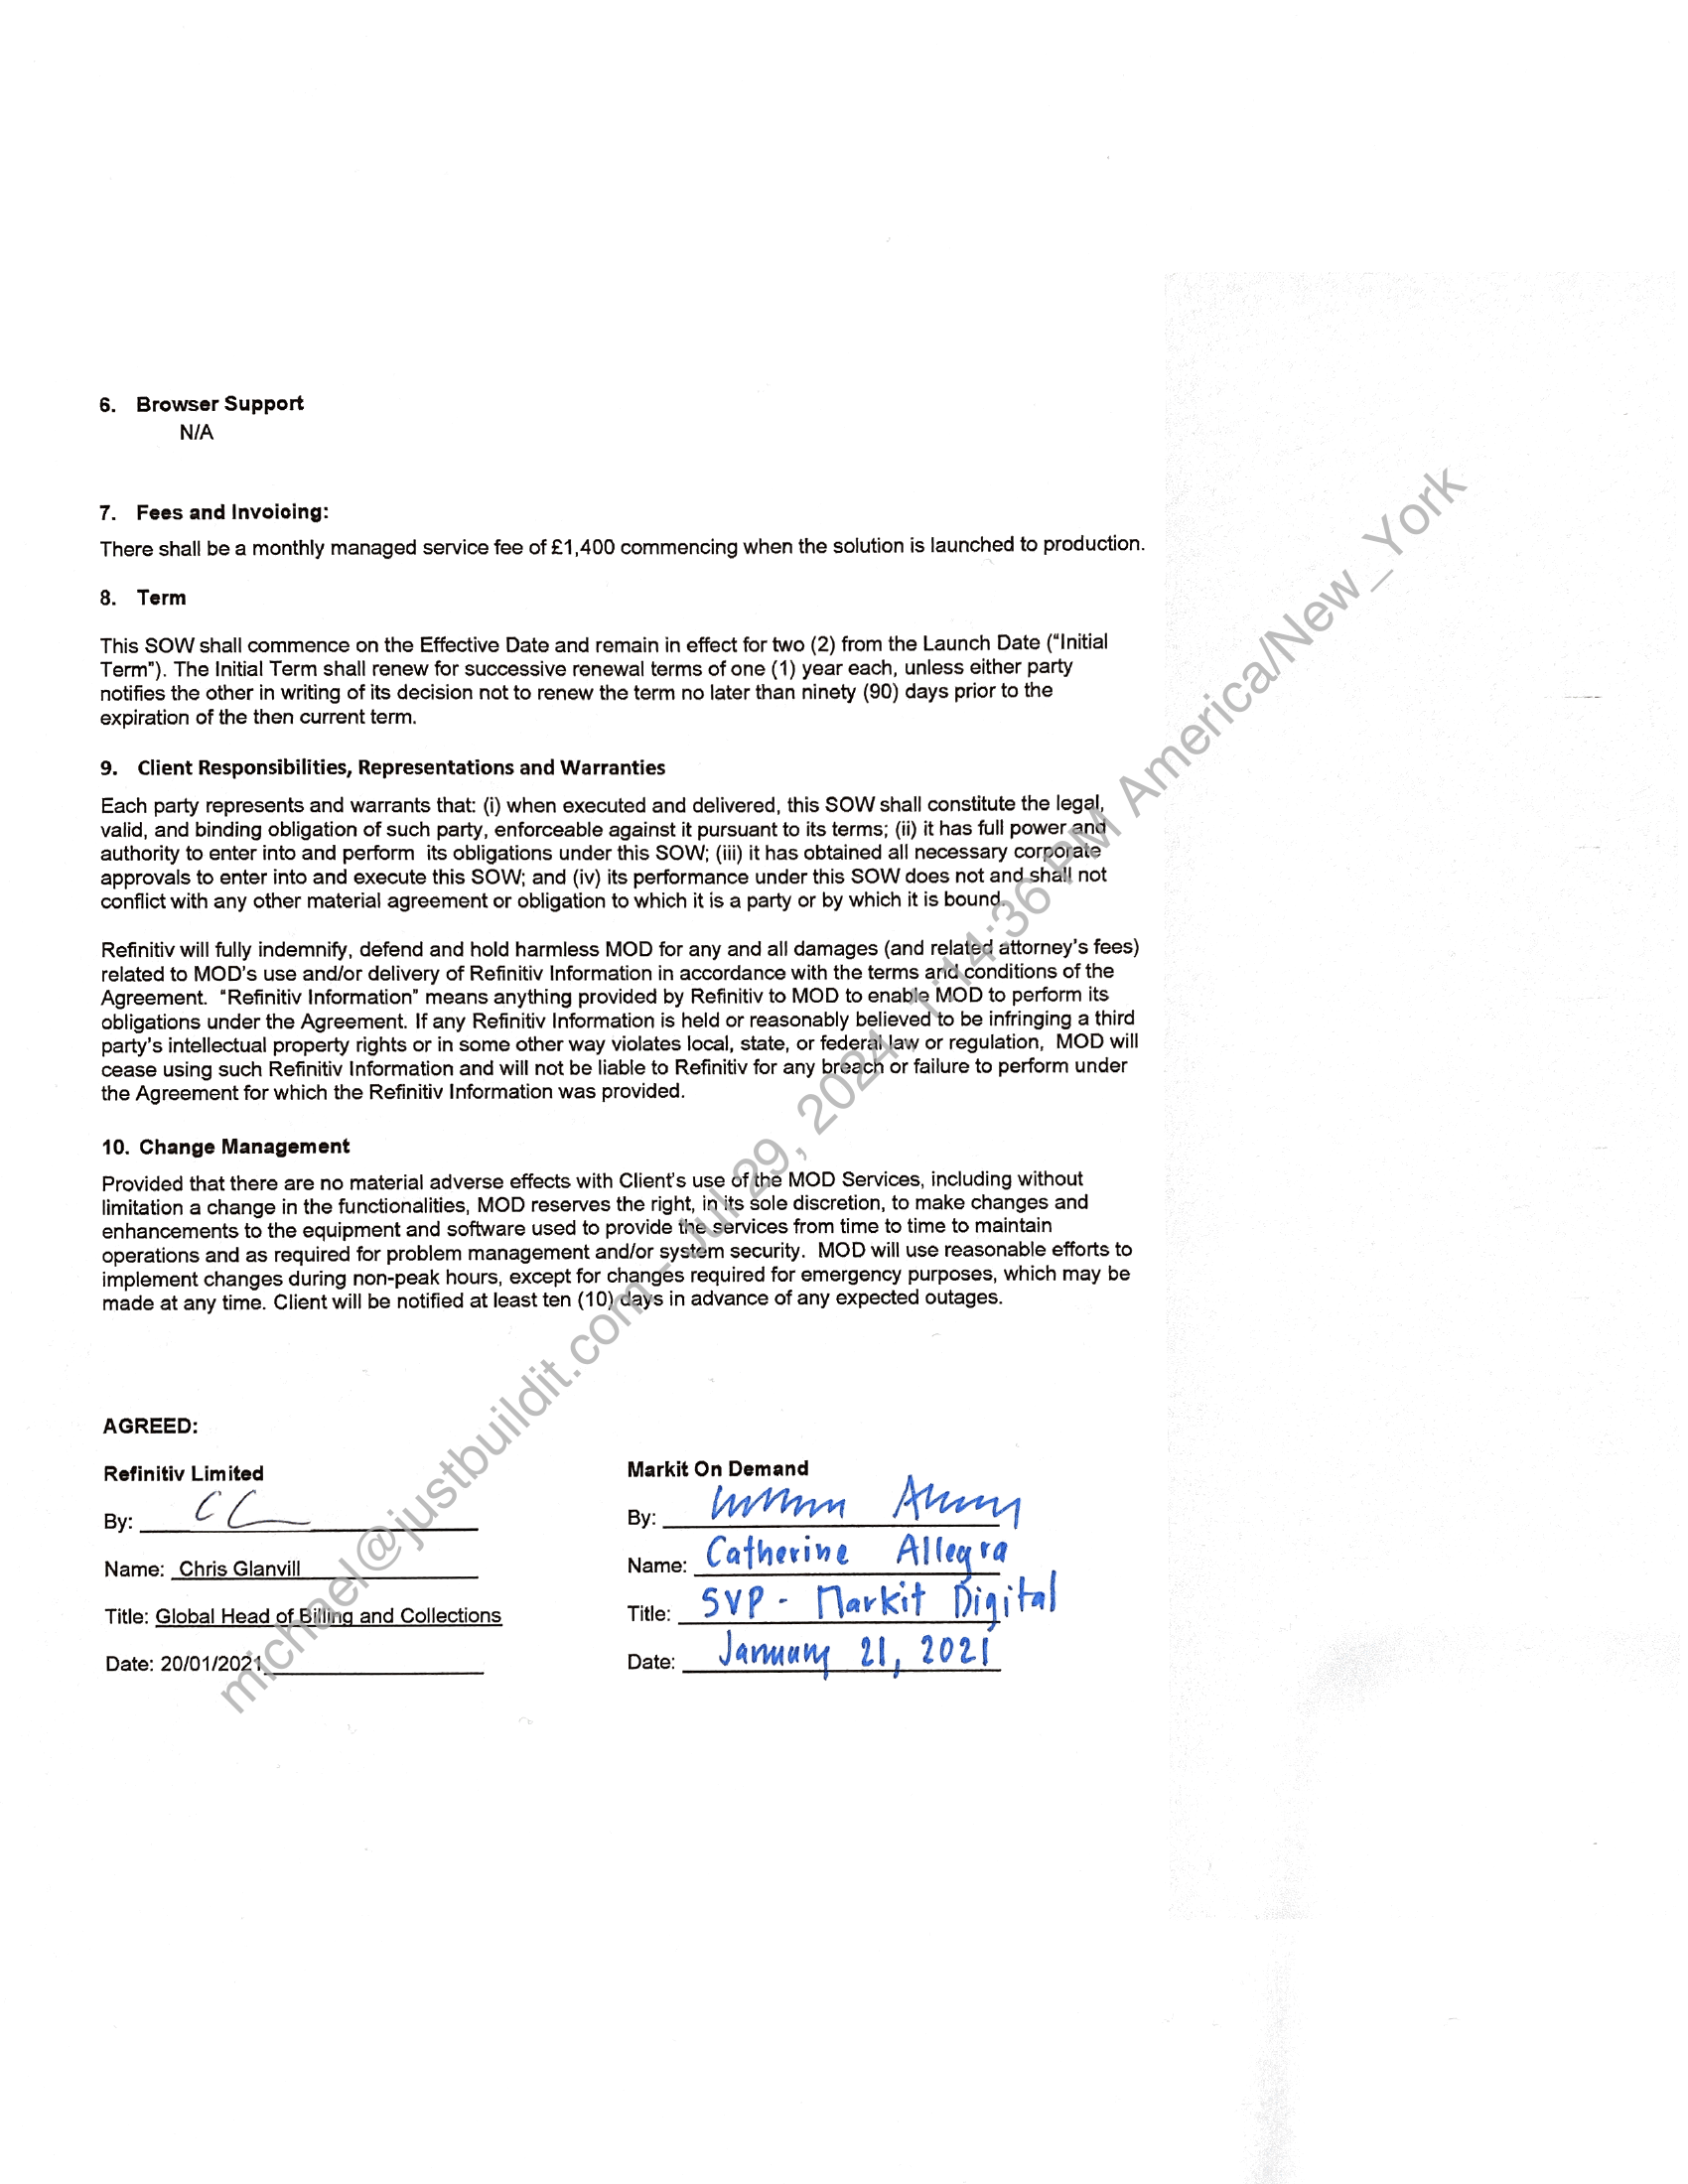 6. Browser Support
N/A
7. Fees and Invoicing:
There shall be a monthly managed service fee of £1,400 commencing when the solution is launched to production.
8. Term
This SOW shall commence on the Effective Date and remain in effect for two (2) from the Launch Date ("Initial
Term"). The Initial Term shall renew for successive renewal terms of one (1) year each, unless either party
notifies the other in writing of its decision not to renew the term no later than ninety (90) days prior to the
expiration of the then current term.
9. Client Responsibilities, Representations and Warranties
Each party represents and warrants that: (i) when executed and delivered, this SOW shall constitute the legal,
valid, and binding obligation of such party, enforceable against it pursuant to its terms; (ii) it has full power and
authority to enter into and perform its obligations under this SOW; (iii) it has obtained all necessary corporate
approvals to enter into and execute this SOW; and (iv) its performance under this SOW does not and shall not
conflict with any other material agreement or obligation to which it is a party or by which it is bound.
Refinitiv will fully indemnify, defend and hold harmless MOD for any and all damages (and related attorney's fees)
related to MOD's use and/or delivery of Refinitiv Information in accordance with the terms and conditions of the
Agreement. "Refinitiv Information" means anything provided by Refinitiv to MOD to enable MOD to perform its
obligations under the Agreement. If any Refinitiv Information is held or reasonably believed to be infringing a third
party's intellectual property rights or in some other way violates local, state, or federal law or regulation, MOD will
cease using such Refinitiv Information and will not be liable to Refinitiv for any breach or failure to perform under
the Agreement for which the Refinitiv Information was provided.
10. Change Management
Provided that there are no material adverse effects with Client's use of the MOD Services, including without
limitation a change in the functionalities, MOD reserves the right, in its sole discretion, to make changes and
enhancements to the equipment and software used to provide the services from time to time to maintain
operations and as required for problem management and/or system security. MOD will use reasonable efforts to
implement changes during non-peak hours, except for changes required for emergency purposes, which may be
made at any time. Client will be notified at least ten (10) days in advance of any expected outages.
AGREED:
Refinitiv Limited
By:
Name: Chris Glanvill
Title: Global Head of Billing and Collections
Date: 20/01/2021
Markit On Demand
By:
Name: Catherine Allegra
Title: SVP - Markit Digital
Date: January 21, 2021
michael@justbuildit.com - Jul 29, 2024, 1:14:36 PM America/New_York